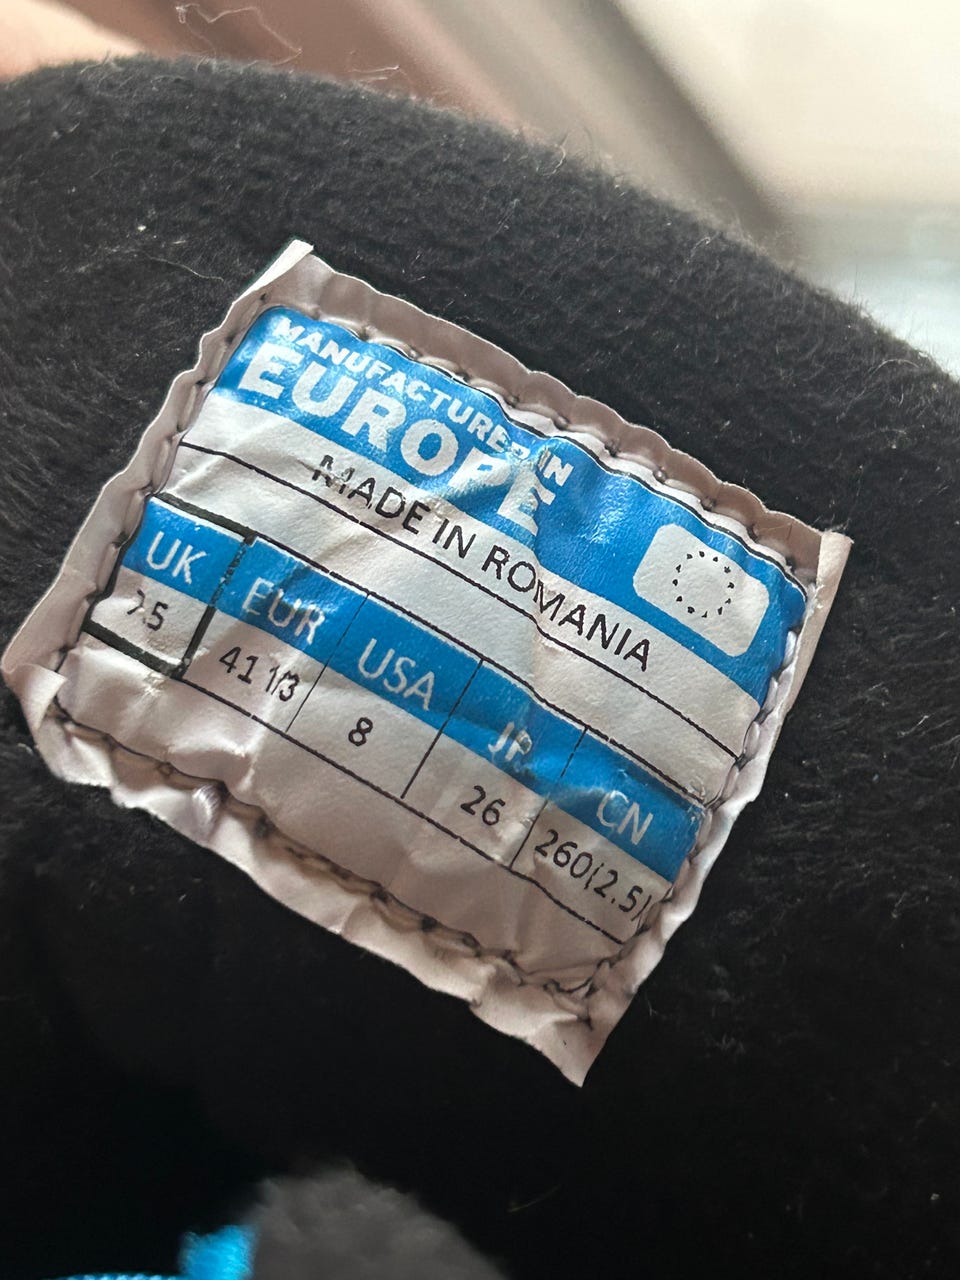 MANUFACTURED IN
EUROPE
MADE IN ROMANIA
UK EUR USA JP CN
7.5 41 1/3 8 26 260(2.5)